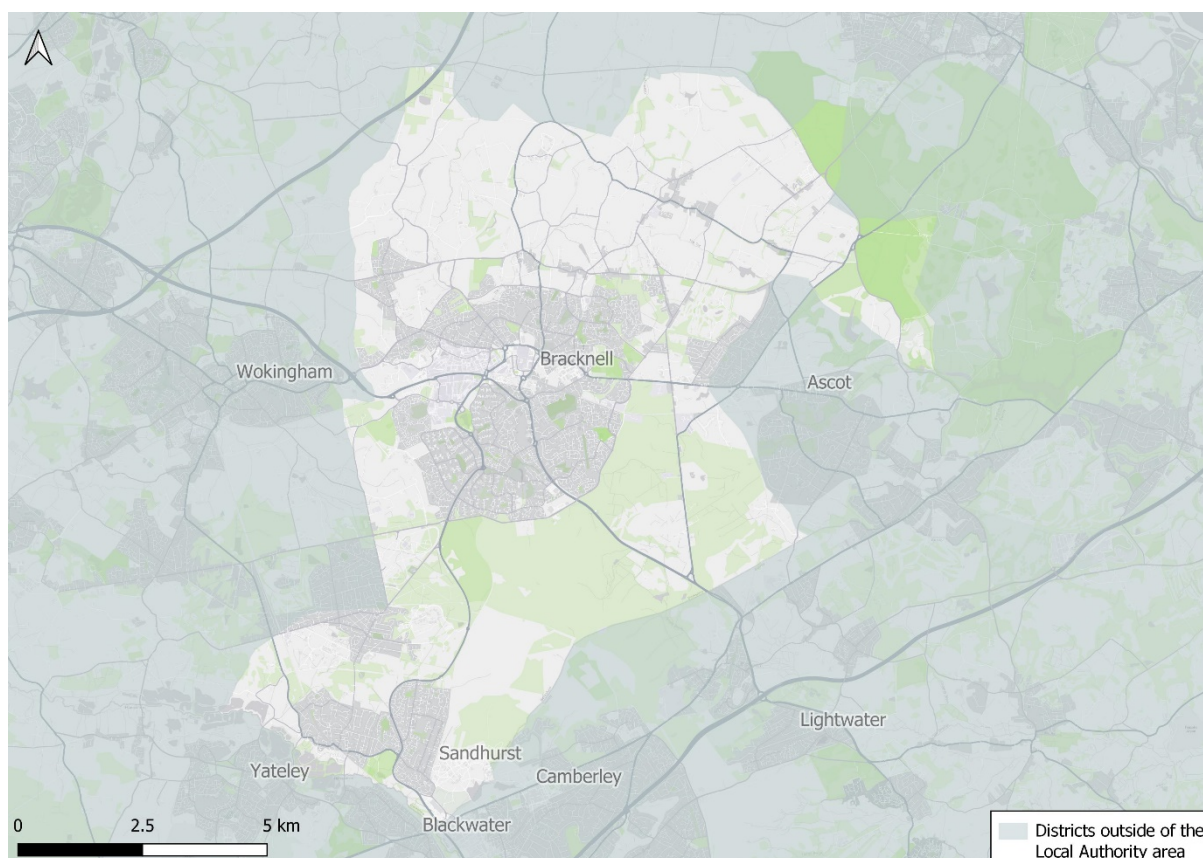 Bracknell
Wokingham
Ascot
Lightwater
Sandhurst
Yateley
Camberley
Blackwater
0 2.5 5 km
Districts outside of the
Local Authority area